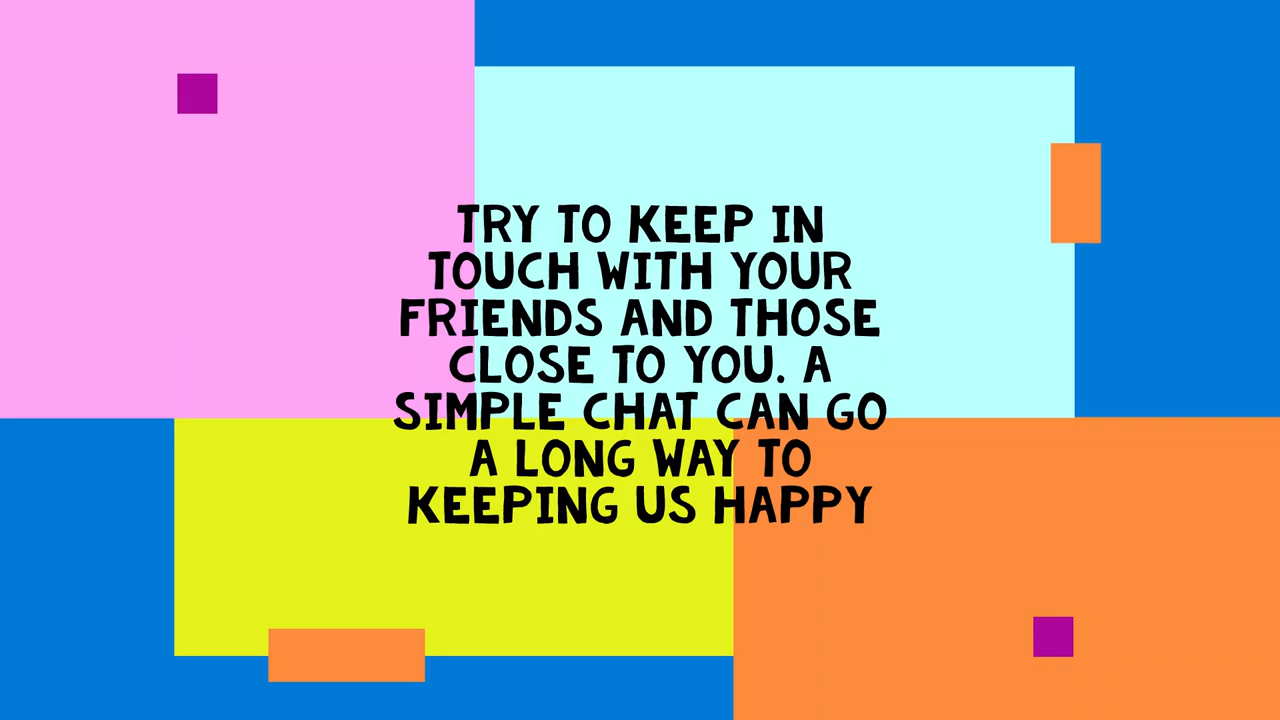 TRY TO KEEP IN
TOUCH WITH YOUR
FRIENDS AND THOSE
CLOSE TO YOU. A
SIMPLE CHAT CAN GO
A LONG WAY TO
KEEPING US HAPPY